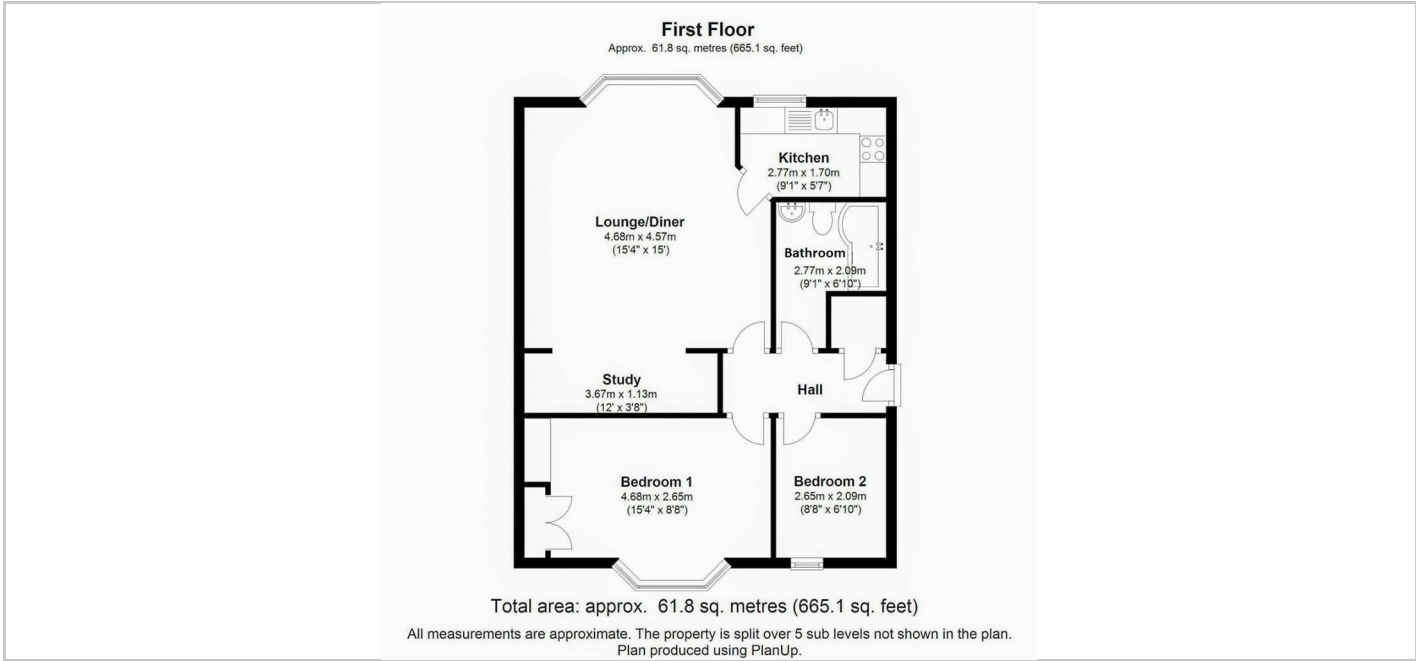 First Floor
Approx. 61.8 sq. metres (665.1 sq. feet)
Kitchen
2.77m x 1.70m
(9'1" x 5'7")
Lounge/Diner
4.68m x 4.57m
(15'4" x 15')
Bathroom
2.77m x 2.09m
(9'1" x 6'10")
Study
3.67m x 1.13m
(12' x 3'8")
Hall
Bedroom 1
4.68m x 2.65m
(15'4" x 8'8")
Bedroom 2
2.65m x 2.09m
(8'8" x 6'10")
Total area: approx. 61.8 sq. metres (665.1 sq. feet)
All measurements are approximate. The property is split over 5 sub levels not shown in the plan.
Plan produced using PlanUp.